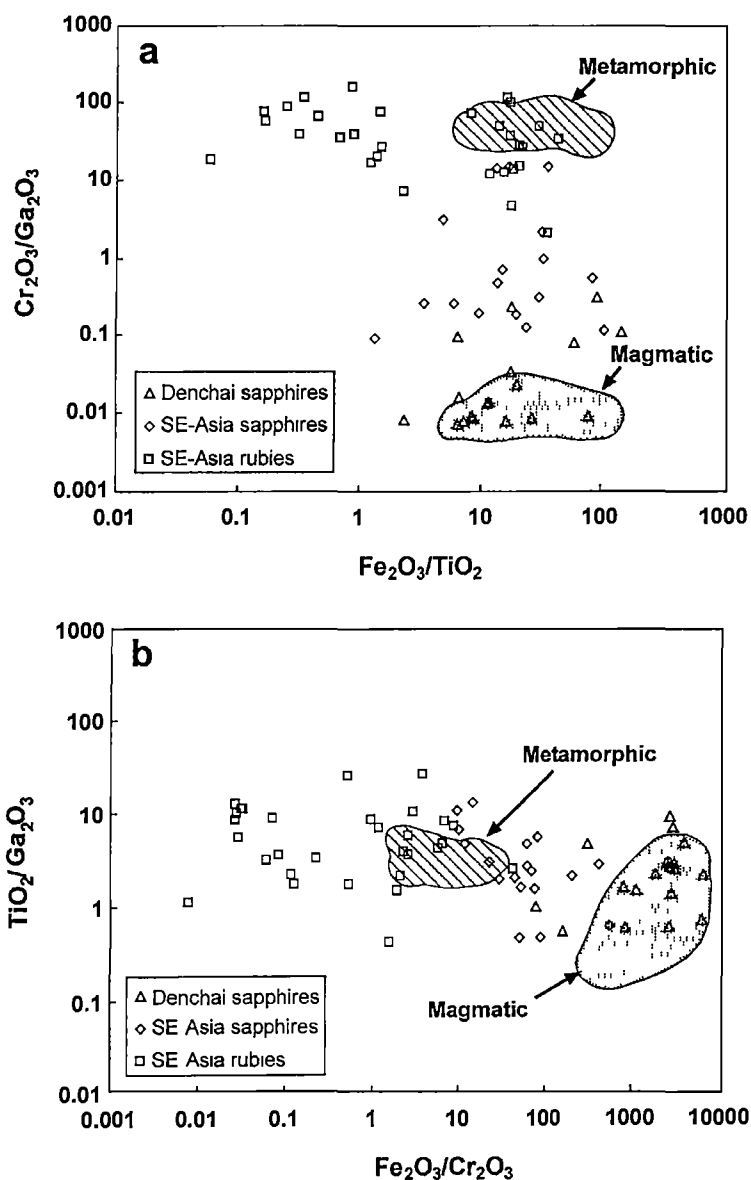 a
1000
100
10
1
0.1
0.01
0.001
Cr2O3/Ga2O3
Metamorphic
Magmatic
Denchai sapphires
SE-Asia sapphires
SE-Asia rubies
0.01 0.1 1 10 100 1000
Fe2O3/TiO2
b
1000
100
10
1
0.1
0.01
TiO2/Ga2O3
Metamorphic
Magmatic
Denchai sapphires
SE Asia sapphires
SE Asia rubies
0.001 0.01 0.1 1 10 100 1000 10000
Fe2O3/Cr2O3